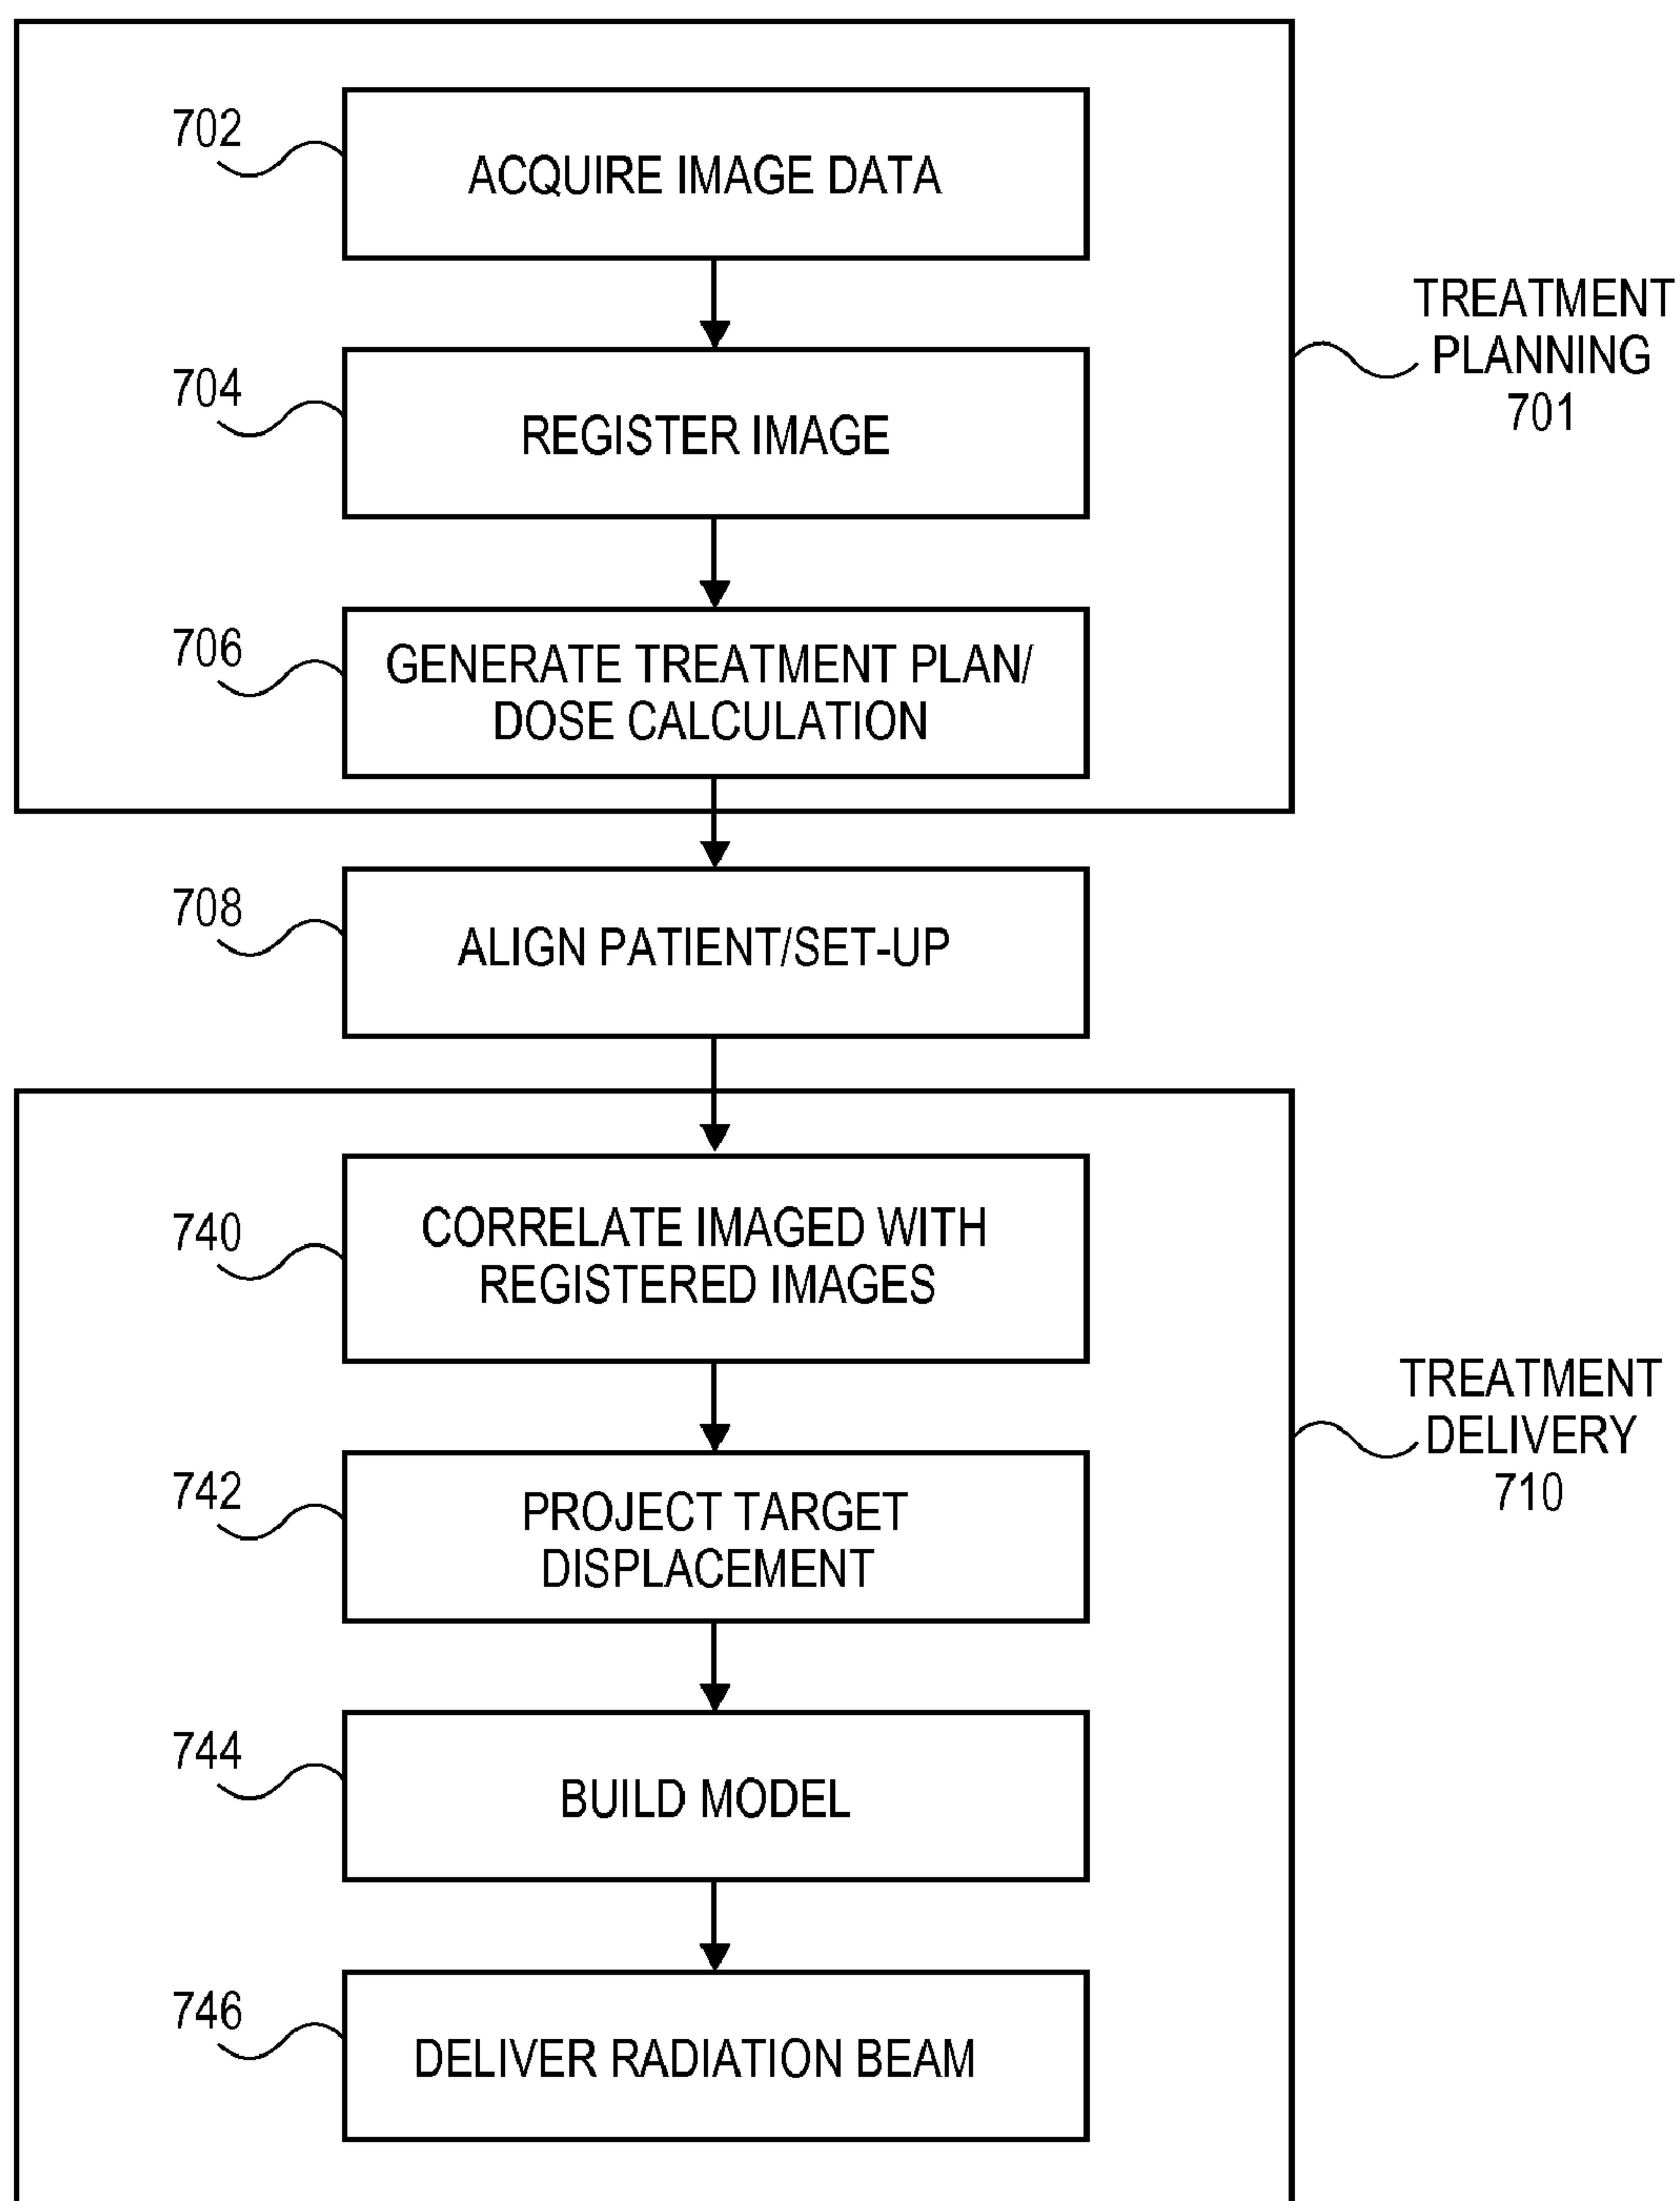 702
ACQUIRE IMAGE DATA
704
REGISTER IMAGE
TREATMENT
PLANNING
701
706
GENERATE TREATMENT PLAN/
DOSE CALCULATION
708
ALIGN PATIENT/SET-UP
740
CORRELATE IMAGED WITH
REGISTERED IMAGES
TREATMENT
DELIVERY
710
742
PROJECT TARGET
DISPLACEMENT
744
BUILD MODEL
746
DELIVER RADIATION BEAM